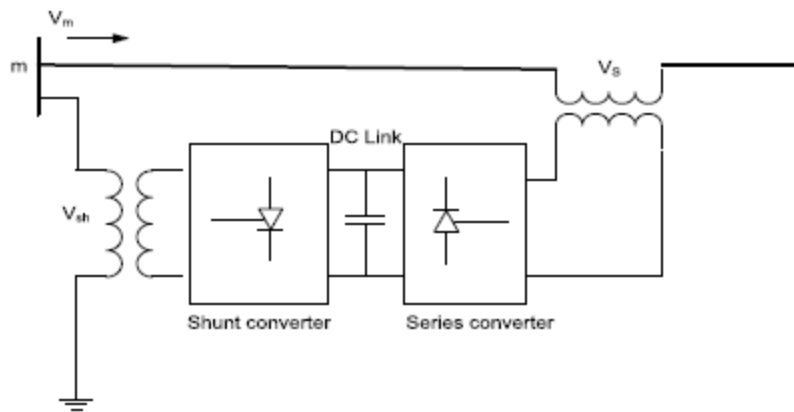 Vm
m
Vs
DC Link
Vsh
Shunt converter
Series converter